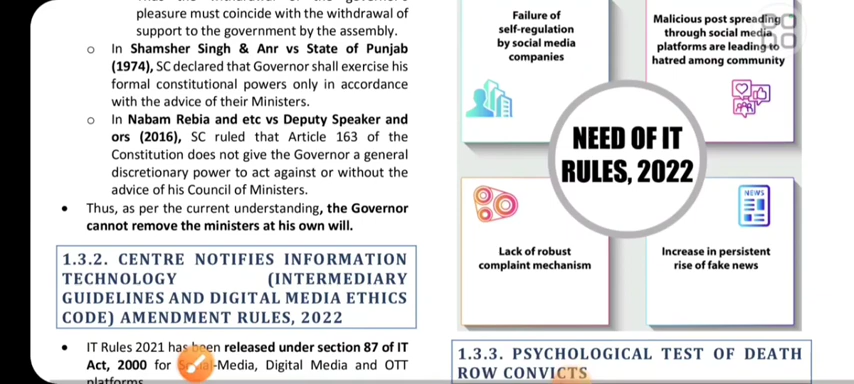 pleasure must coincide with the withdrawal of
support to the government by the assembly.
o In Shamsher Singh & Anr vs State of Punjab
(1974), SC declared that Governor shall exercise his
formal constitutional powers only in accordance
with the advice of their Ministers.
o In Nabam Rebia and etc vs Deputy Speaker and
ors (2016), SC ruled that Article 163 of the
Constitution does not give the Governor a general
discretionary power to act against or without the
advice of his Council of Ministers.
• Thus, as per the current understanding, the Governor
cannot remove the ministers at his own will.
1.3.2. CENTRE NOTIFIES INFORMATION
TECHNOLOGY (INTERMEDIARY
GUIDELINES AND DIGITAL MEDIA ETHICS
CODE) AMENDMENT RULES, 2022
• IT Rules 2021 has been released under section 87 of IT
Act, 2000 for Social-Media, Digital Media and OTT
platforms
Failure of
self-regulation
by social media
companies
Malicious post spreading
through social media
platforms are leading to
hatred among community
NEED OF IT
RULES, 2022
NEWS
Lack of robust
complaint mechanism
Increase in persistent
rise of fake news
1.3.3. PSYCHOLOGICAL TEST OF DEATH
ROW CONVICTS